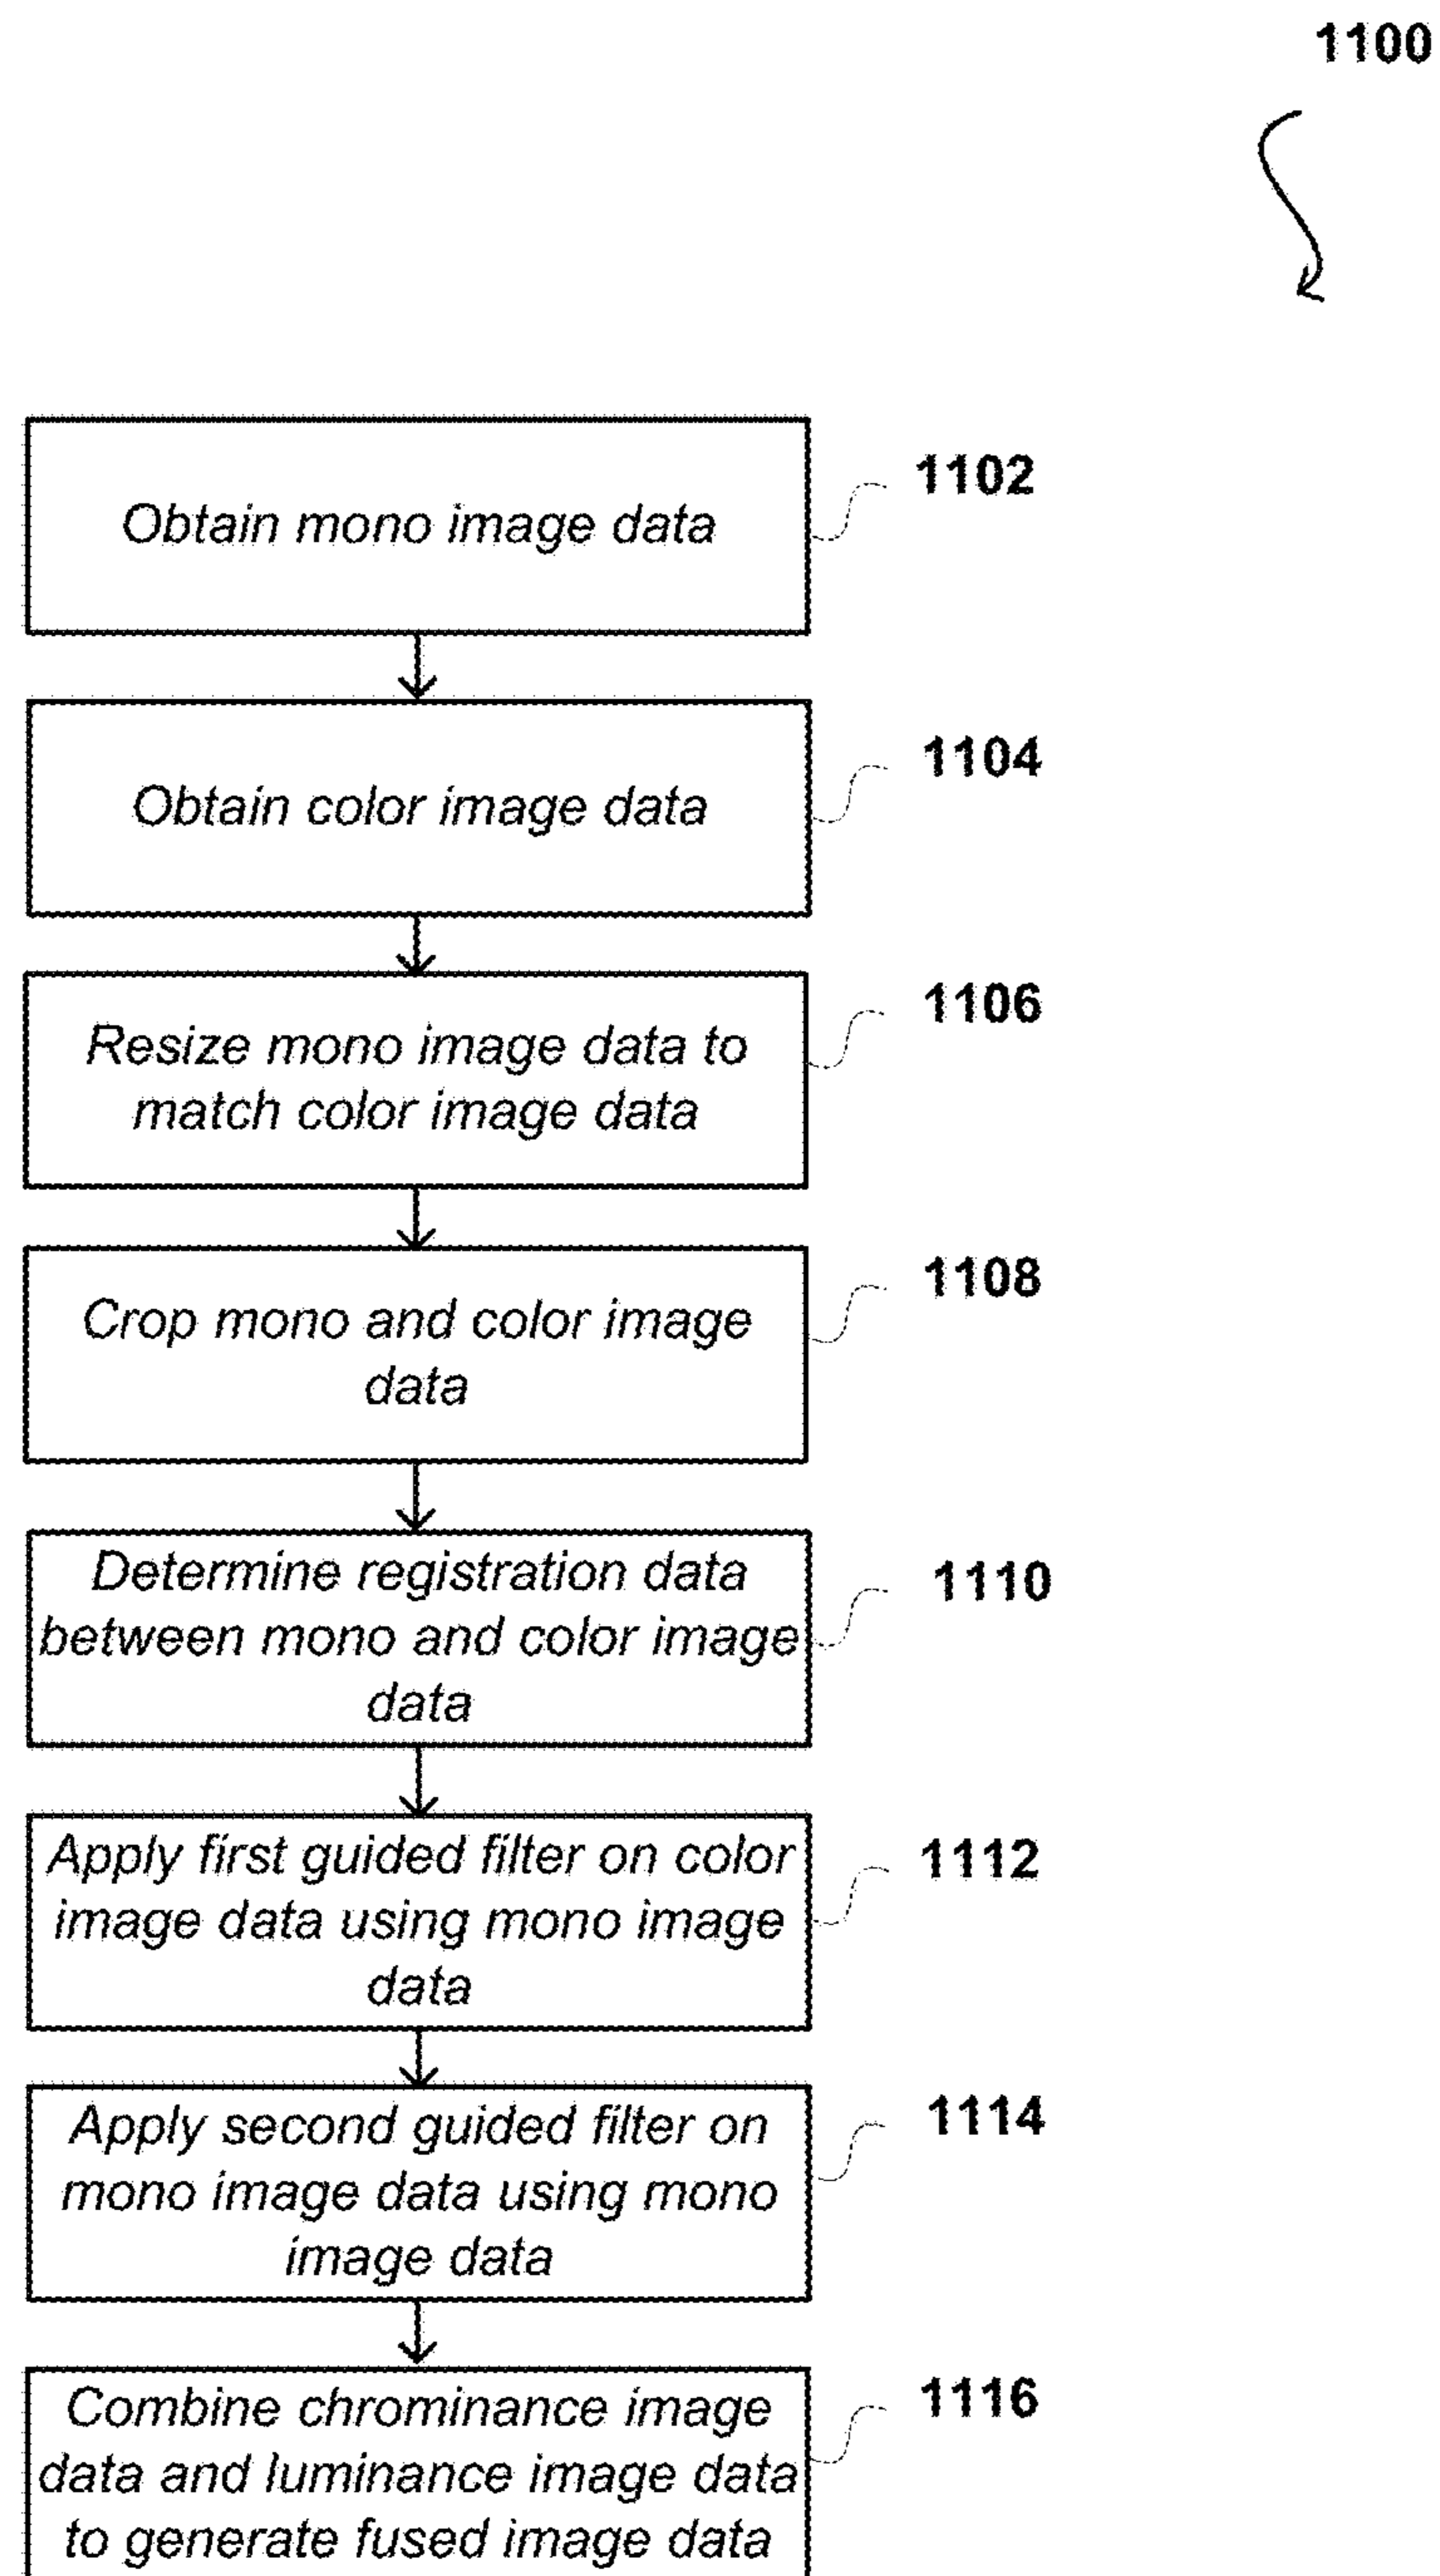 1100
Obtain mono image data
1102
Obtain color image data
1104
Resize mono image data to
match color image data
1106
Crop mono and color image
data
1108
Determine registration data
between mono and color image
data
1110
Apply first guided filter on color
image data using mono image
data
1112
Apply second guided filter on
mono image data using mono
image data
1114
Combine chrominance image
data and luminance image data
to generate fused image data
1116